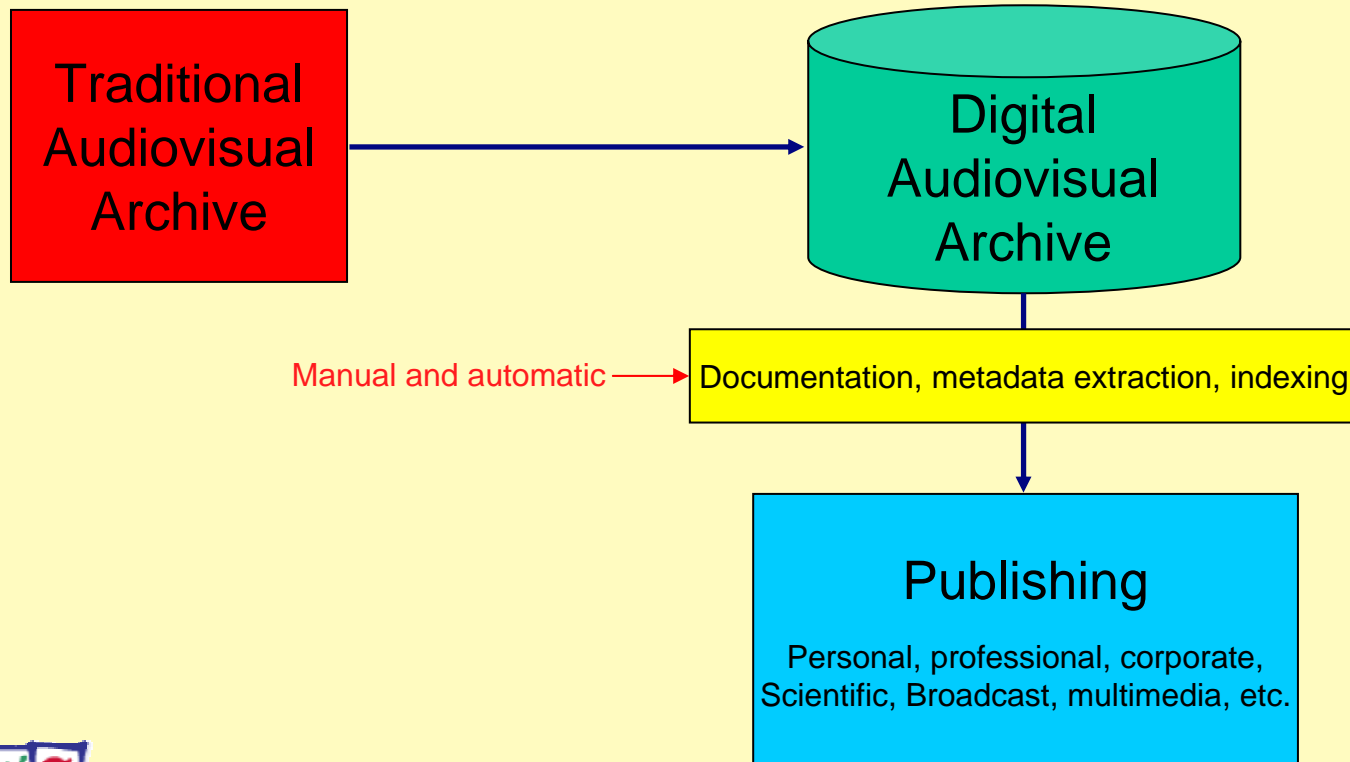 Traditional
Audiovisual
Archive
Digital
Audiovisual
Archive
Manual and automatic
Documentation, metadata extraction, indexing
Publishing
Personal, professional, corporate,
Scientific, Broadcast, multimedia, etc.